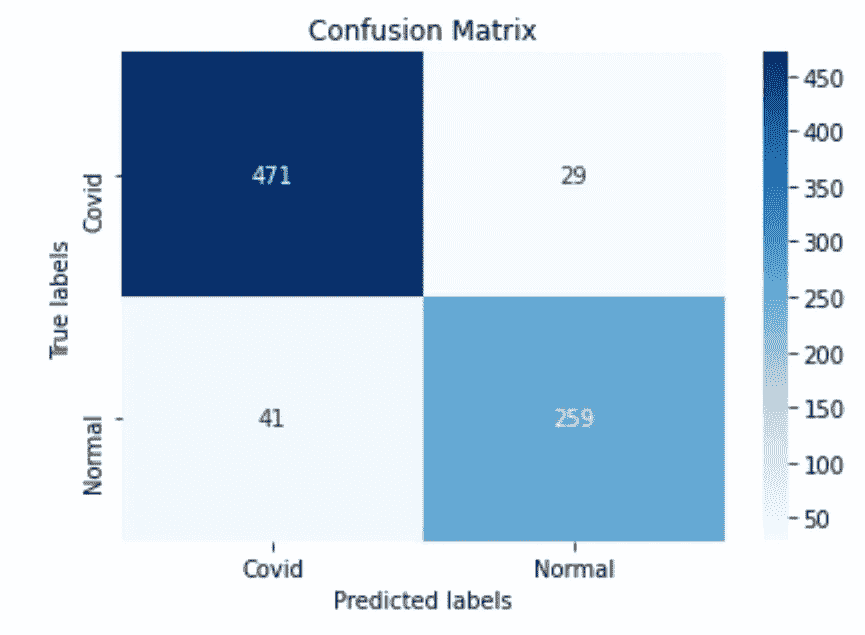 Confusion Matrix
True labels
Covid
Normal
471
29
41
259
Covid
Normal
Predicted labels
450
400
350
300
250
200
150
100
50